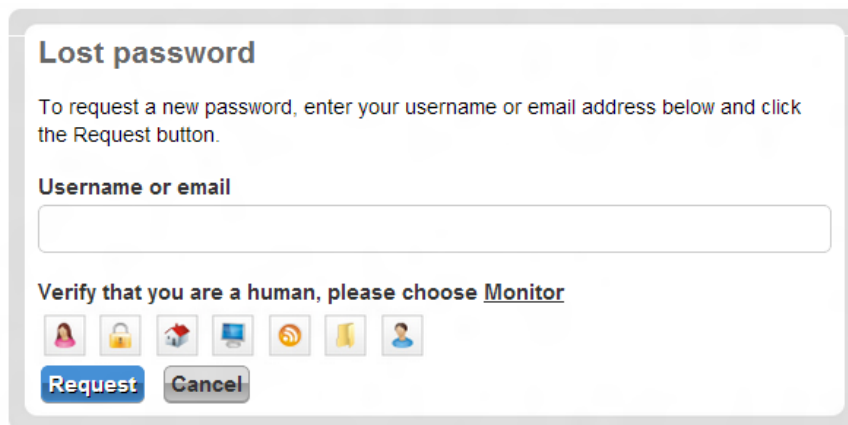 Lost password
To request a new password, enter your username or email address below and click
the Request button.
Username or email
Verify that you are a human, please choose Monitor
Request Cancel